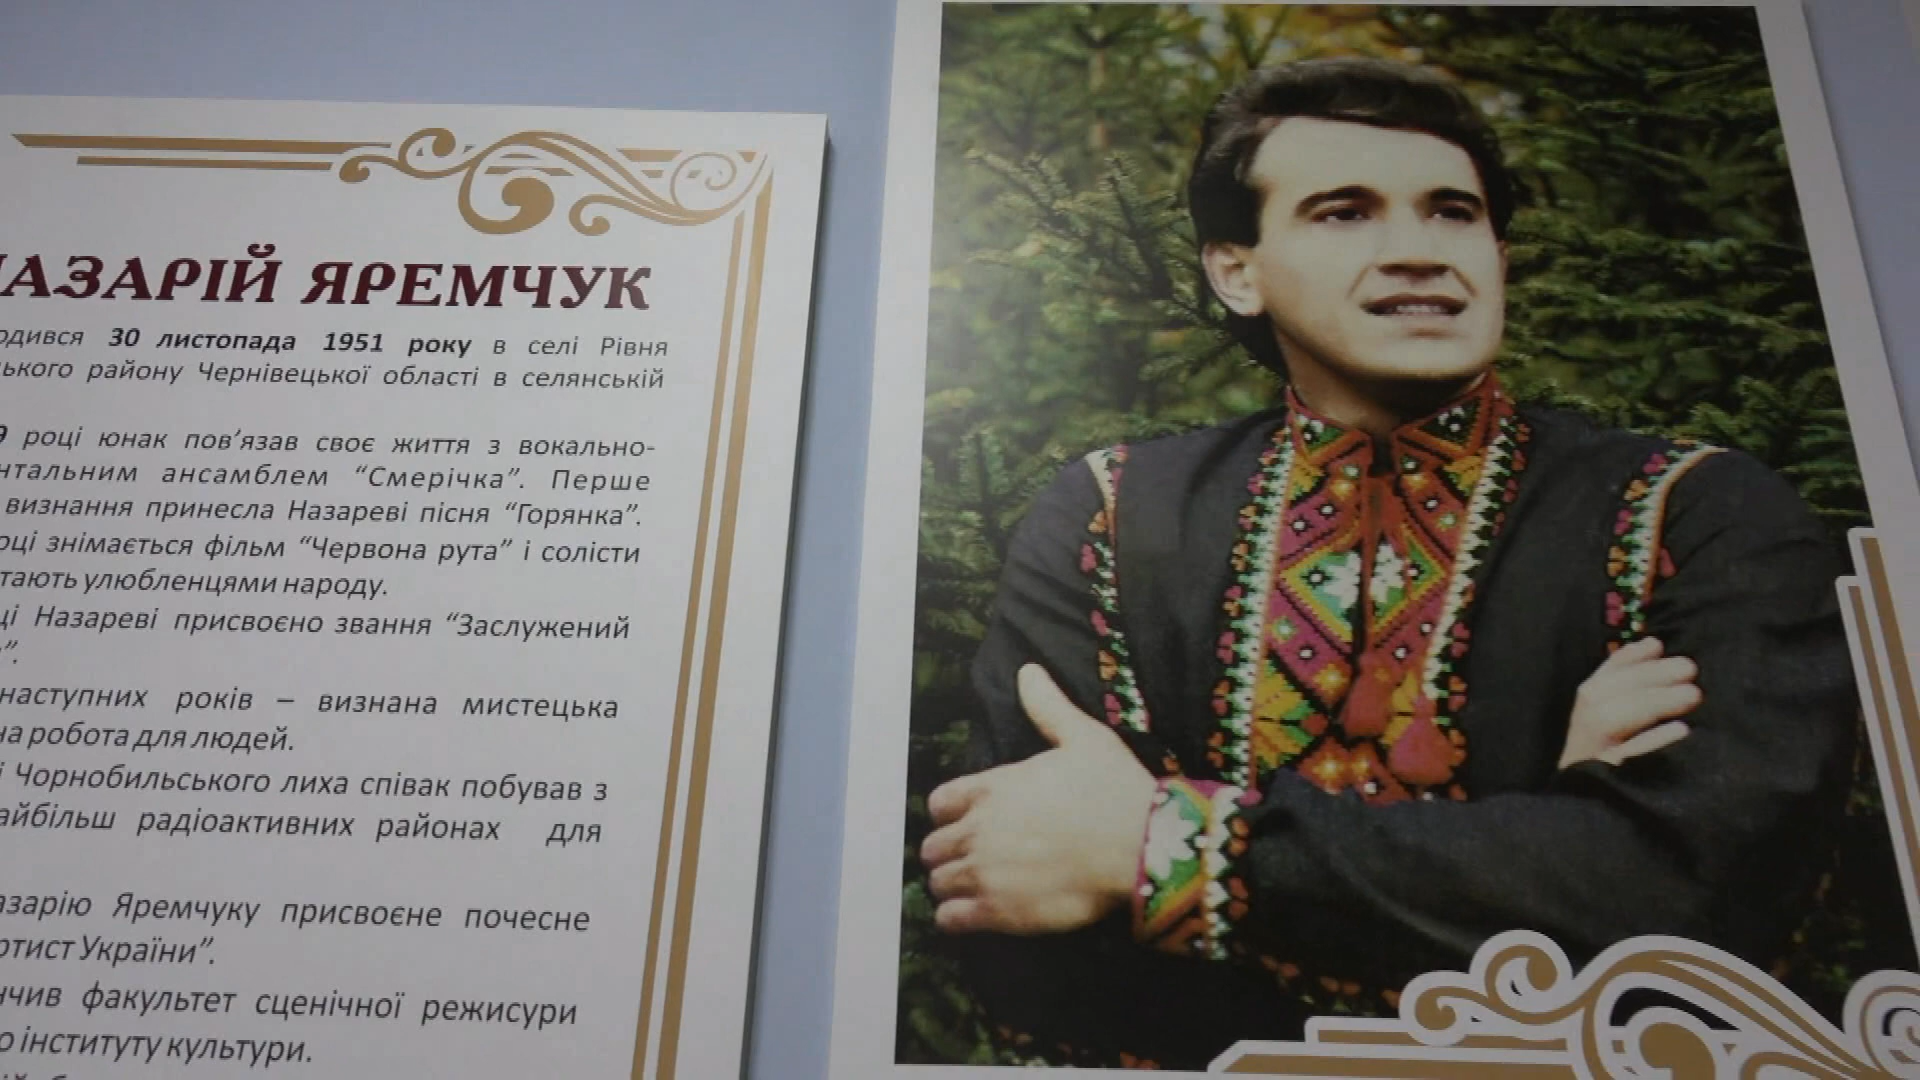 НАЗАРІЙ ЯРЕМЧУК
одився 30 листопада 1951 року в селі Рівня
ького району Чернівецької області в селянській
9 році юнак пов’язав своє життя з вокально-
нтальним ансамблем “Смерічка”. Перше
визнання принесла Назареві пісня “Горянка”.
оці знімається фільм “Червона рута” і солісти
тають улюбленцями народу.
ці Назареві присвоєно звання “Заслужений
”.
наступних років – визнана мистецька
на робота для людей.
і Чорнобильського лиха співак побував з
айбільш радіоактивних районах для
азарію Яремчуку присвоєне почесне
ртист України”.
нчив факультет сценічної режисури
о інституту культури.